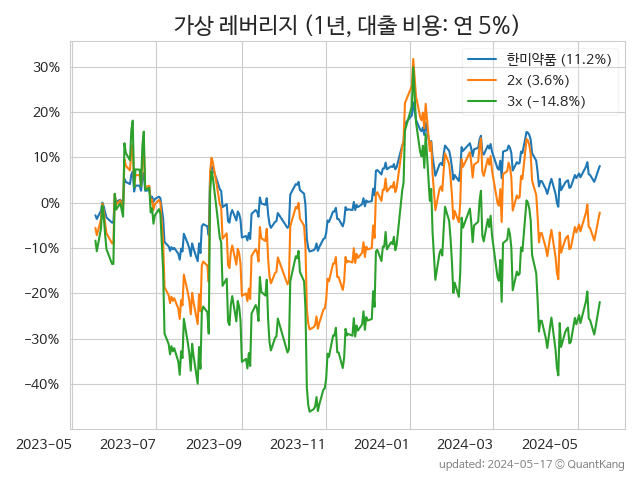 가상 레버리지 (1년, 대출 비용: 연 5%)
한미약품 (11.2%)
2x (3.6%)
3x (−14.8%)
30%
20%
10%
0%
−10%
−20%
−30%
−40%
2023-05 2023-07 2023-09 2023-11 2024-01 2024-03 2024-05
updated: 2024-05-17 © QuantKang